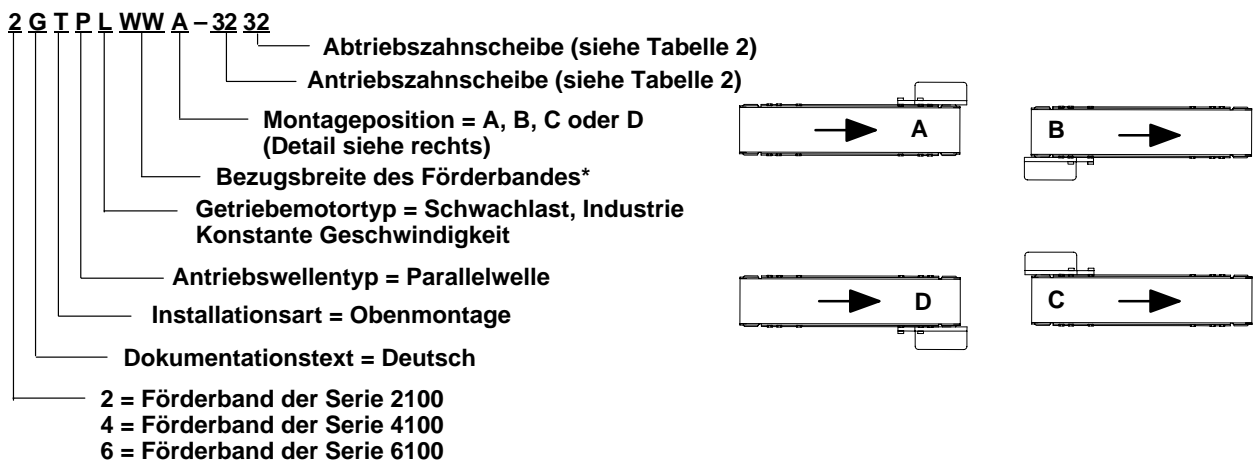 2 G T P L WW A – 32 32
Abtriebszahnscheibe (siehe Tabelle 2)
Antriebszahnscheibe (siehe Tabelle 2)
Montageposition = A, B, C oder D
(Detail siehe rechts)
Bezugsbreite des Förderbandes*
Getriebemotortyp = Schwachlast, Industrie
Konstante Geschwindigkeit
Antriebswellentyp = Parallelwelle
Installationsart = Obenmontage
Dokumentationstext = Deutsch
2 = Förderband der Serie 2100
4 = Förderband der Serie 4100
6 = Förderband der Serie 6100
A
B
D
C